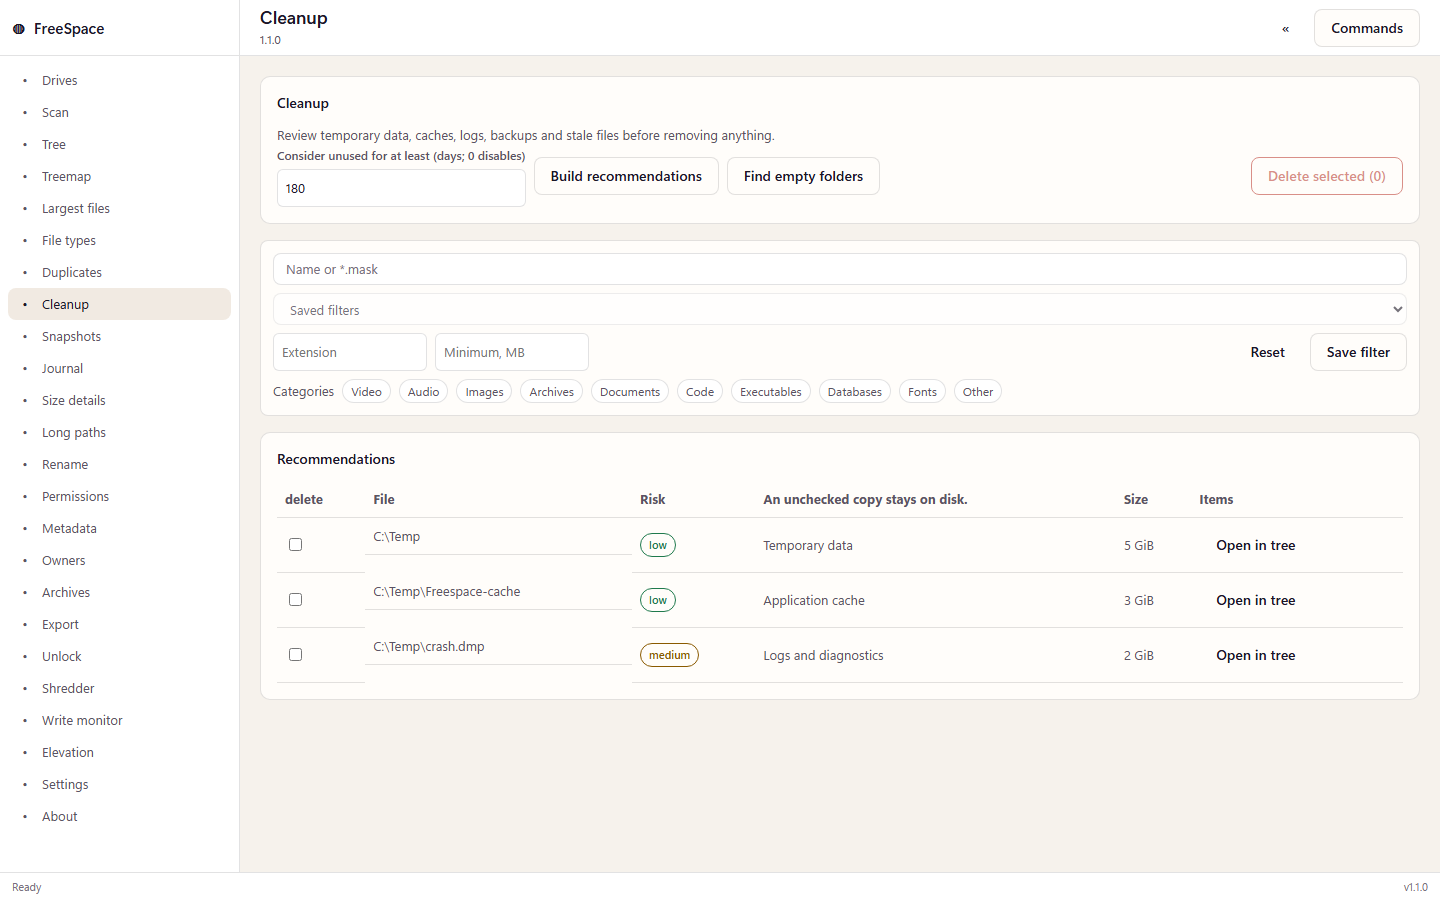 FreeSpace
Cleanup
1.1.0
«
Commands
Drives
Scan
Tree
Treemap
Largest files
File types
Duplicates
Cleanup
Snapshots
Journal
Size details
Long paths
Rename
Permissions
Metadata
Owners
Archives
Export
Unlock
Shredder
Write monitor
Elevation
Settings
About
Cleanup
Review temporary data, caches, logs, backups and stale files before removing anything.
Consider unused for at least (days; 0 disables)
180
Build recommendations
Find empty folders
Delete selected (0)
Name or *.mask
Saved filters
Extension
Minimum, MB
Reset
Save filter
Categories Video Audio Images Archives Documents Code Executables Databases Fonts Other
Recommendations
delete File Risk An unchecked copy stays on disk. Size Items
C:\Temp low Temporary data 5 GiB Open in tree
C:\Temp\Freespace-cache low Application cache 3 GiB Open in tree
C:\Temp\crash.dmp medium Logs and diagnostics 2 GiB Open in tree
Ready
v1.1.0